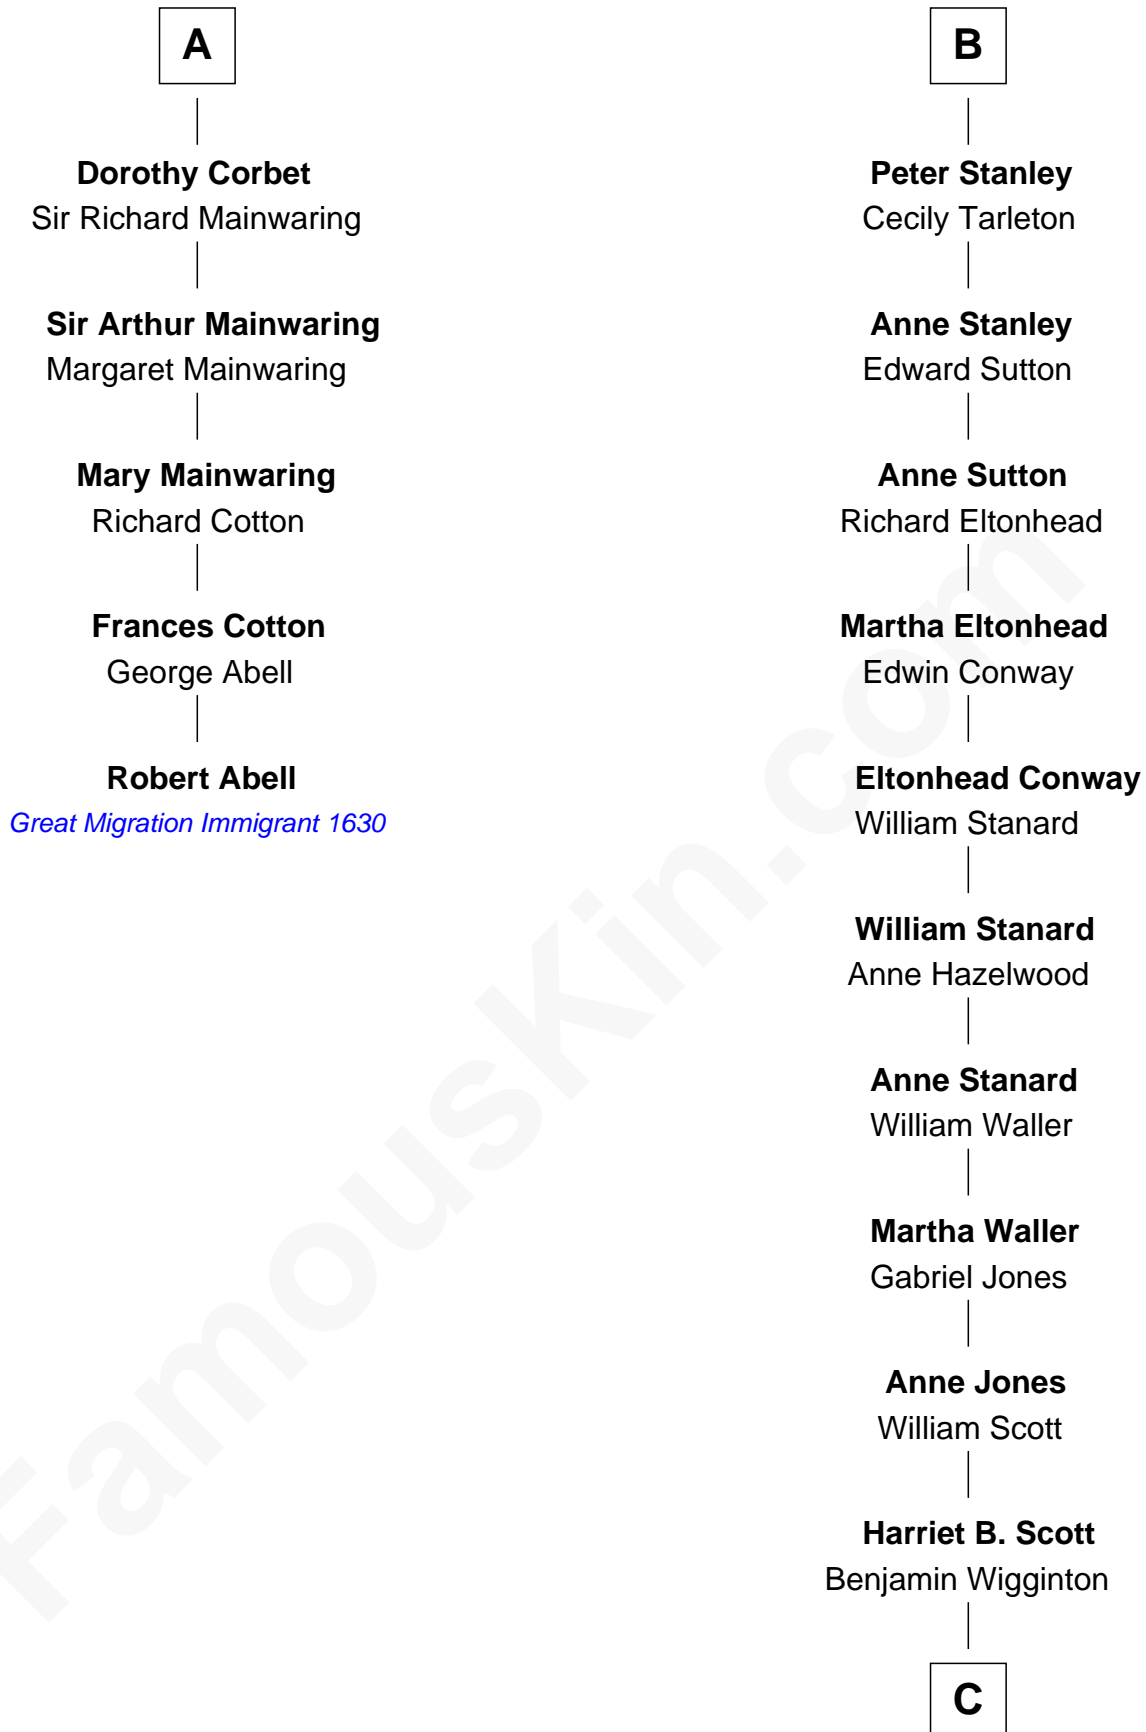 A
Dorothy Corbet
Sir Richard Mainwaring
Sir Arthur Mainwaring
Margaret Mainwaring
Mary Mainwaring
Richard Cotton
Frances Cotton
George Abell
Robert Abell
Great Migration Immigrant 1630
B
Peter Stanley
Cecily Tarleton
Anne Stanley
Edward Sutton
Anne Sutton
Richard Eltonhead
Martha Eltonhead
Edwin Conway
Eltonhead Conway
William Stanard
William Stanard
Anne Hazelwood
Anne Stanard
William Waller
Martha Waller
Gabriel Jones
Anne Jones
William Scott
Harriet B. Scott
Benjamin Wigginton
C
FamousKin.com